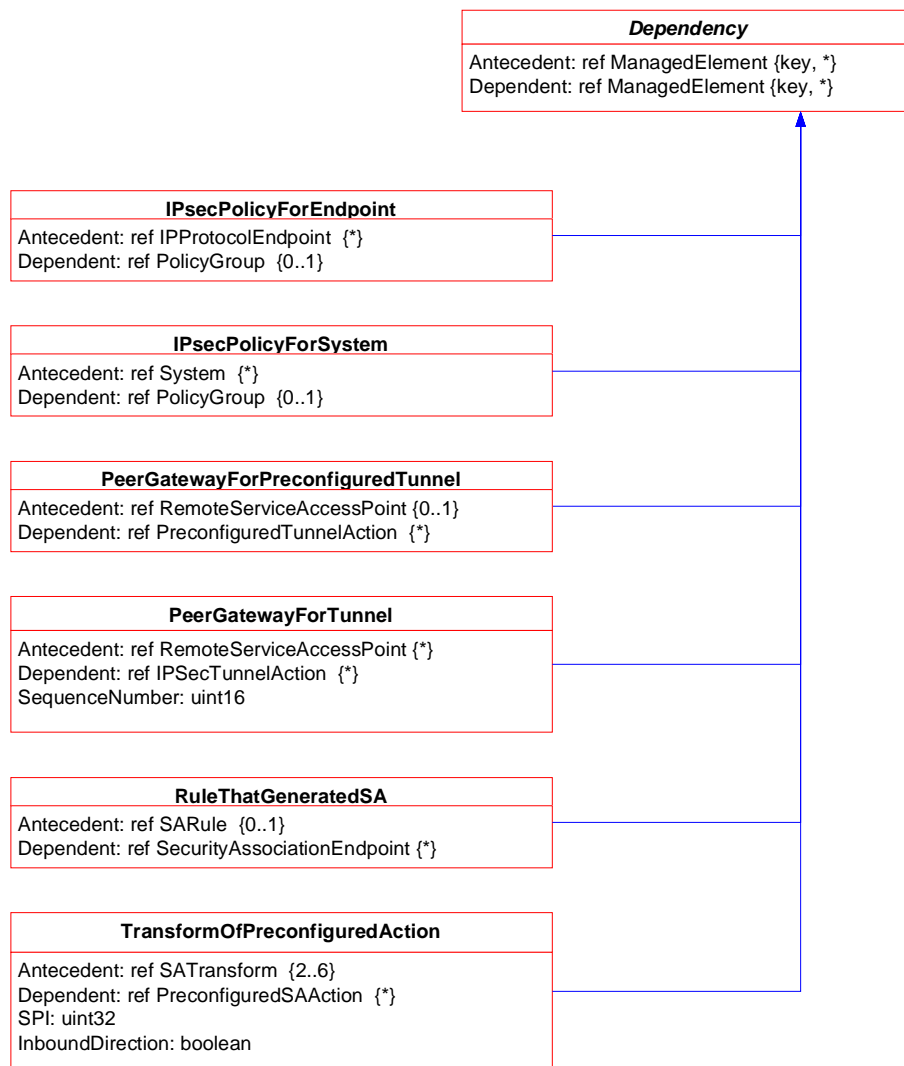 Dependency
Antecedent: ref ManagedElement {key, *}
Dependent: ref ManagedElement {key, *}
IPsecPolicyForEndpoint
Antecedent: ref IPProtocolEndpoint {*}
Dependent: ref PolicyGroup {0..1}
IPsecPolicyForSystem
Antecedent: ref System {*}
Dependent: ref PolicyGroup {0..1}
PeerGatewayForPreconfiguredTunnel
Antecedent: ref RemoteServiceAccessPoint {0..1}
Dependent: ref PreconfiguredTunnelAction {*}
PeerGatewayForTunnel
Antecedent: ref RemoteServiceAccessPoint {*}
Dependent: ref IPSecTunnelAction {*}
SequenceNumber: uint16
RuleThatGeneratedSA
Antecedent: ref SARule {0..1}
Dependent: ref SecurityAssociationEndpoint {*}
TransformOfPreconfiguredAction
Antecedent: ref SATransform {2..6}
Dependent: ref PreconfiguredSAAction {*}
SPI: uint32
InboundDirection: boolean